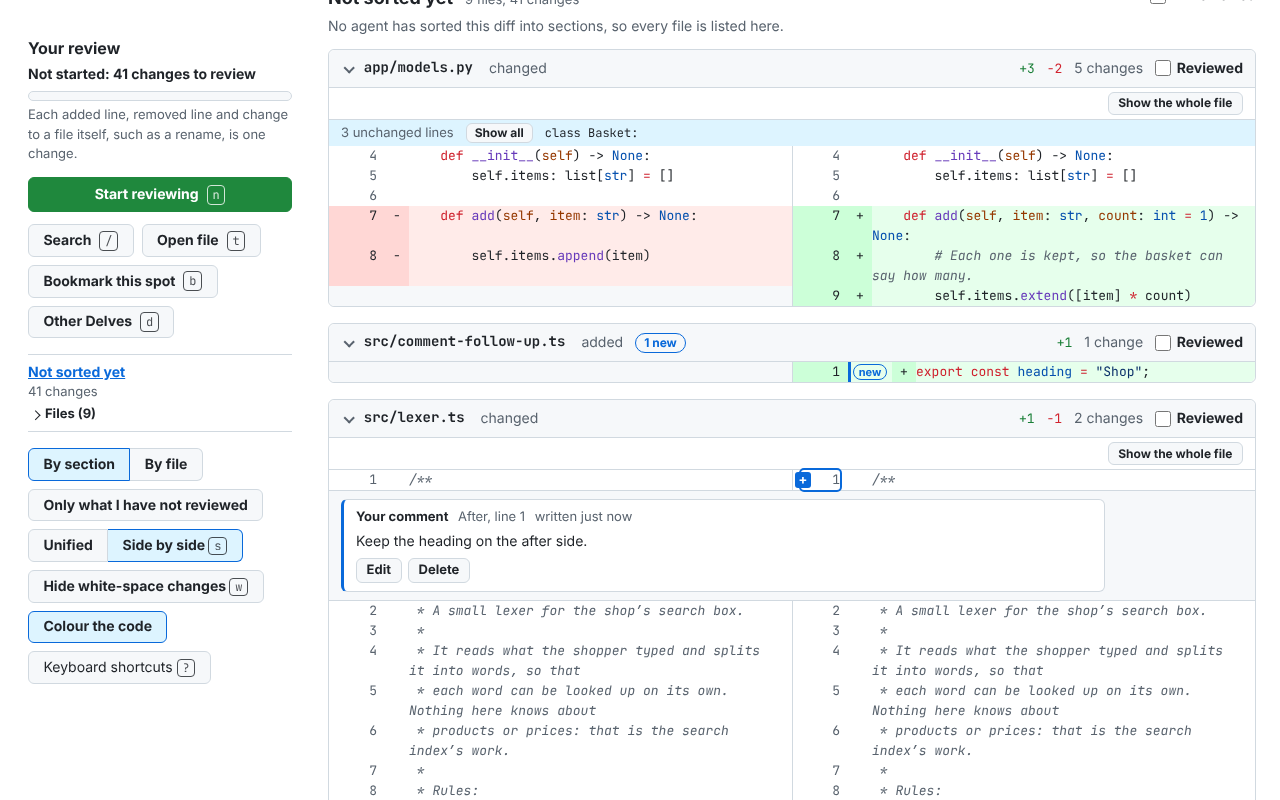 Not sorted yet 9 files, 41 changes
No agent has sorted this diff into sections, so every file is listed here.
Your review
Not started: 41 changes to review
Each added line, removed line and change
to a file itself, such as a rename, is one
change.
Start reviewing n
Search / Open file t
Bookmark this spot b
Other Delves d
Not sorted yet
41 changes
Files (9)
By section By file
Only what I have not reviewed
Unified Side by side s
Hide white-space changes w
Colour the code
Keyboard shortcuts ?
app/models.py changed +3 -2 5 changes Reviewed
Show the whole file
3 unchanged lines Show all class Basket:
4 def __init__(self) -> None: 4 def __init__(self) -> None:
5 self.items: list[str] = [] 5 self.items: list[str] = []
6 6
7 - def add(self, item: str) -> None: 7 + def add(self, item: str, count: int = 1) ->
None:
8 - self.items.append(item) 8 + # Each one is kept, so the basket can
say how many.
9 + self.items.extend([item] * count)
src/comment-follow-up.ts added 1 new +1 1 change Reviewed
1 new + export const heading = "Shop";
src/lexer.ts changed +1 -1 2 changes Reviewed
Show the whole file
1 /** + 1 /**
Your comment After, line 1 written just now
Keep the heading on the after side.
Edit Delete
2 * A small lexer for the shop’s search box. 2 * A small lexer for the shop’s search box.
3 * 3 *
4 * It reads what the shopper typed and splits 4 * It reads what the shopper typed and splits
it into words, so that it into words, so that
5 * each word can be looked up on its own. 5 * each word can be looked up on its own.
Nothing here knows about Nothing here knows about
6 * products or prices: that is the search 6 * products or prices: that is the search
index’s work. index’s work.
7 * 7 *
8 * Rules: 8 * Rules: